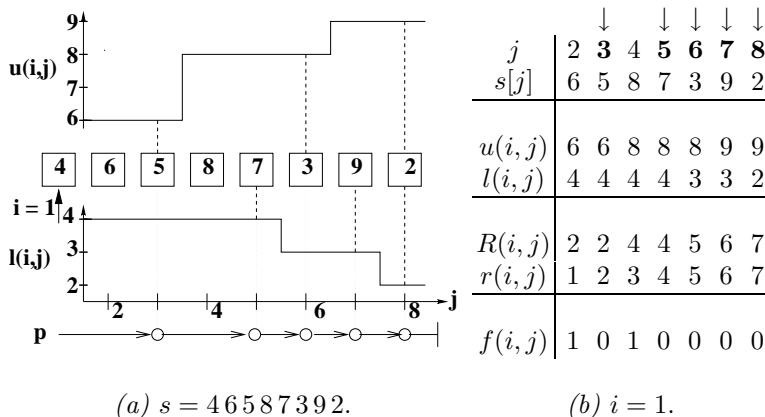 9
8
u(i,j)
7
6
4 6 5 8 7 3 9 2
i = 1
4
l(i,j)
3
2
2 4 6 8 j
p
(a) s = 4 6 5 8 7 3 9 2.
↓ ↓ ↓ ↓ ↓
j 2 3 4 5 6 7 8
s[j] 6 5 8 7 3 9 2
u(i, j) 6 6 8 8 8 9 9
l(i, j) 4 4 4 4 3 3 2
R(i, j) 2 2 4 4 5 6 7
r(i, j) 1 2 3 4 5 6 7
f(i, j) 1 0 1 0 0 0 0
(b) i = 1.